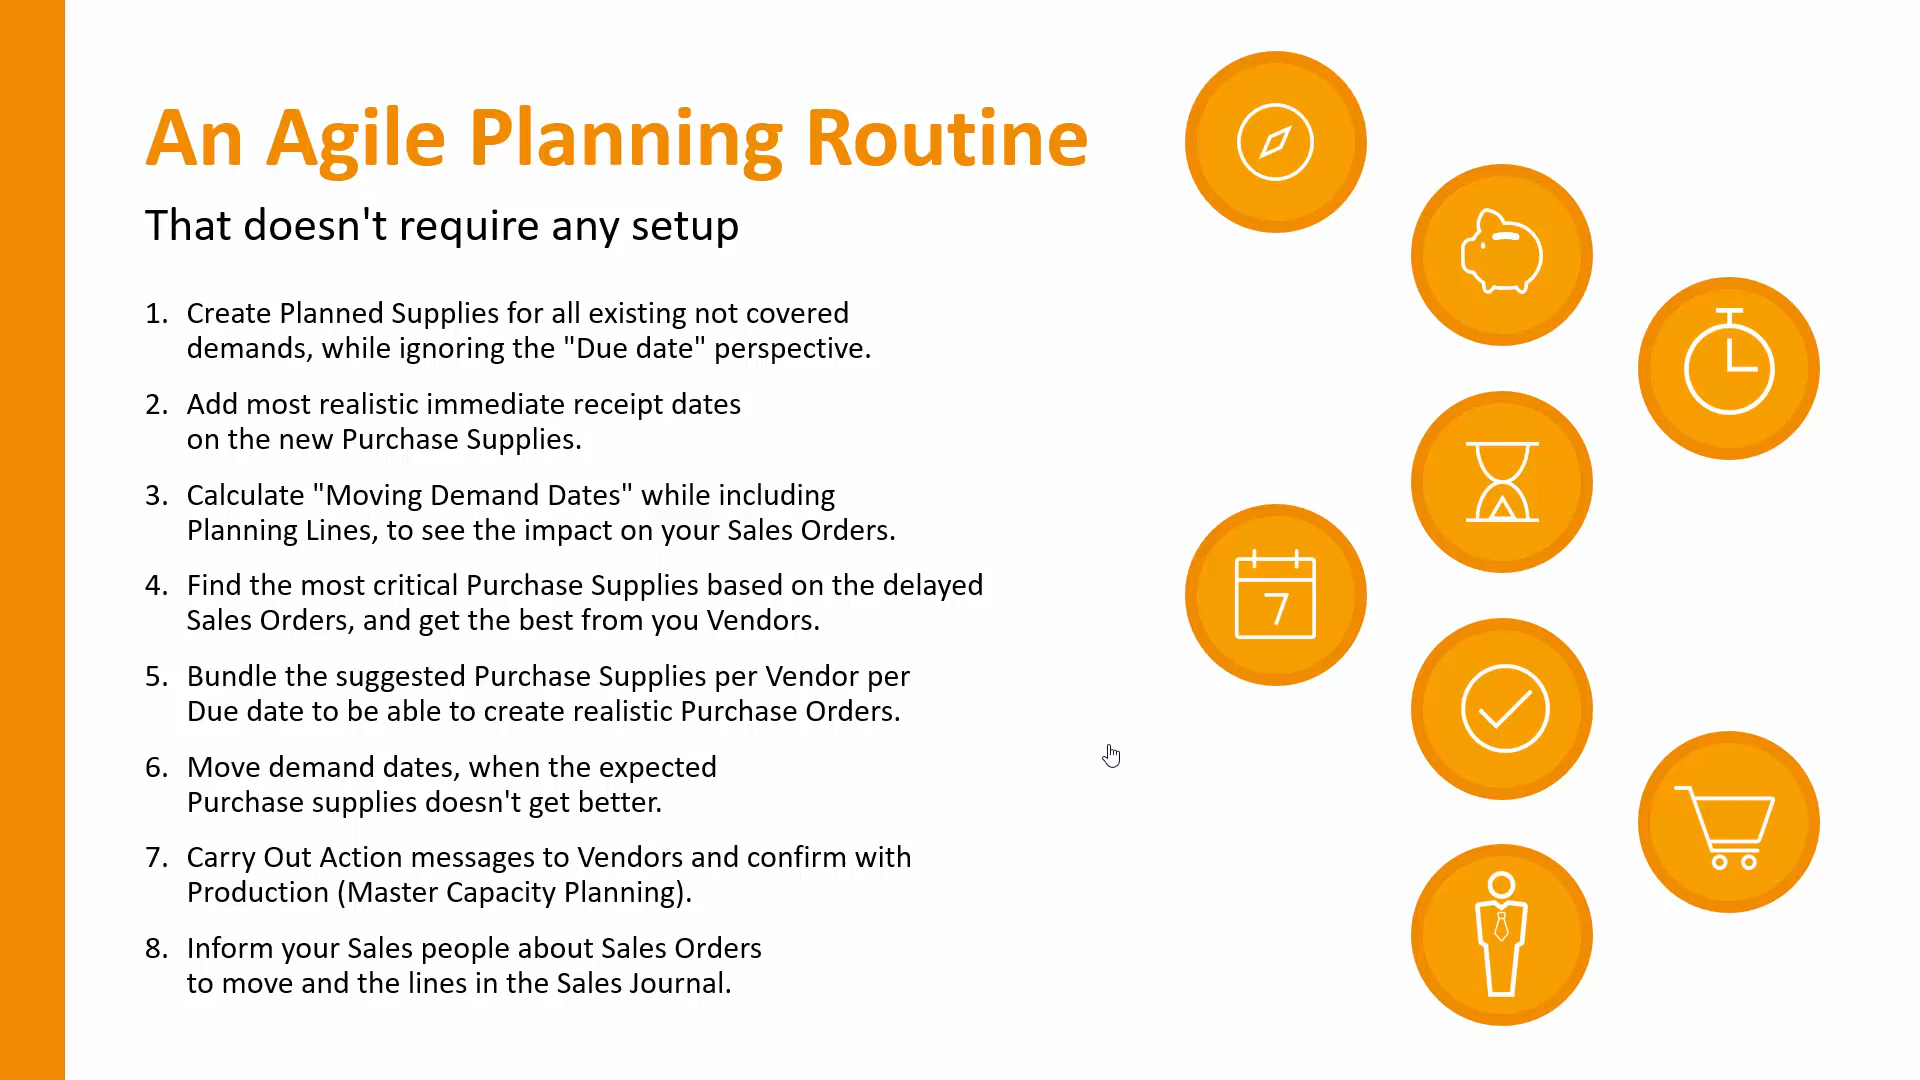 An Agile Planning Routine
That doesn't require any setup
1. Create Planned Supplies for all existing not covered
demands, while ignoring the "Due date" perspective.
2. Add most realistic immediate receipt dates
on the new Purchase Supplies.
3. Calculate "Moving Demand Dates" while including
Planning Lines, to see the impact on your Sales Orders.
4. Find the most critical Purchase Supplies based on the delayed
Sales Orders, and get the best from you Vendors.
5. Bundle the suggested Purchase Supplies per Vendor per
Due date to be able to create realistic Purchase Orders.
6. Move demand dates, when the expected
Purchase supplies doesn't get better.
7. Carry Out Action messages to Vendors and confirm with
Production (Master Capacity Planning).
8. Inform your Sales people about Sales Orders
to move and the lines in the Sales Journal.
7